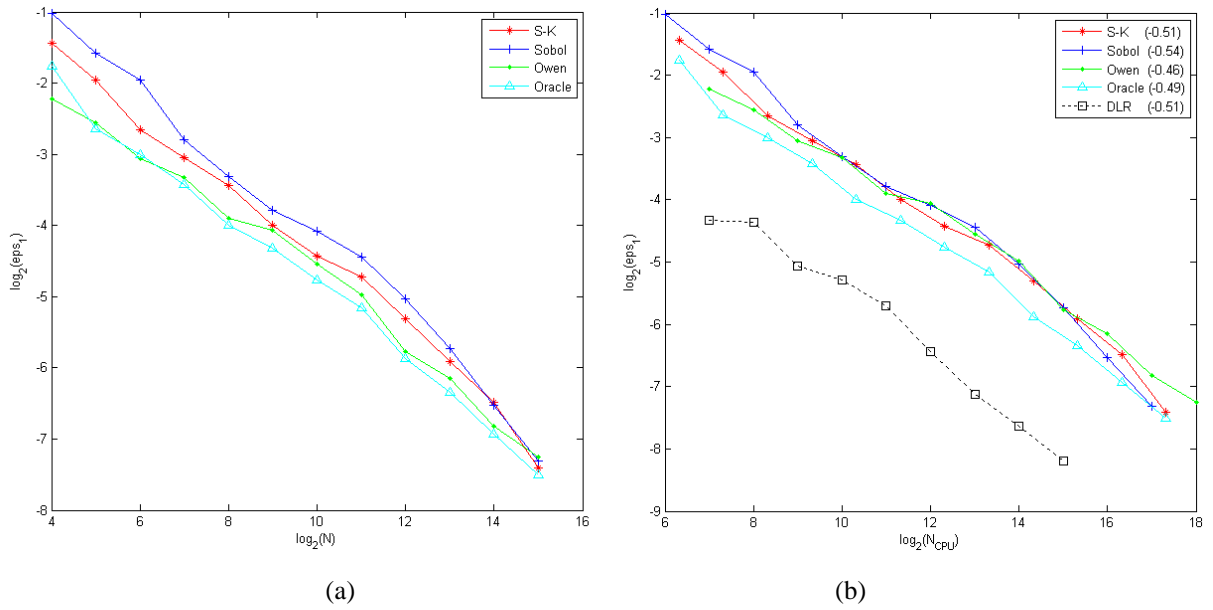 -1
-2
-3
-4
-5
-6
-7
-8
4
6
8
10
12
14
16
log2(N)
log2(eps1)
S-K
Sobol
Owen
Oracle
(a)
-1
-2
-3
-4
-5
-6
-7
-8
-9
6
8
10
12
14
16
18
log2(NCPU)
log2(eps1)
S-K (-0.51)
Sobol (-0.54)
Owen (-0.46)
Oracle (-0.49)
DLR (-0.51)
(b)